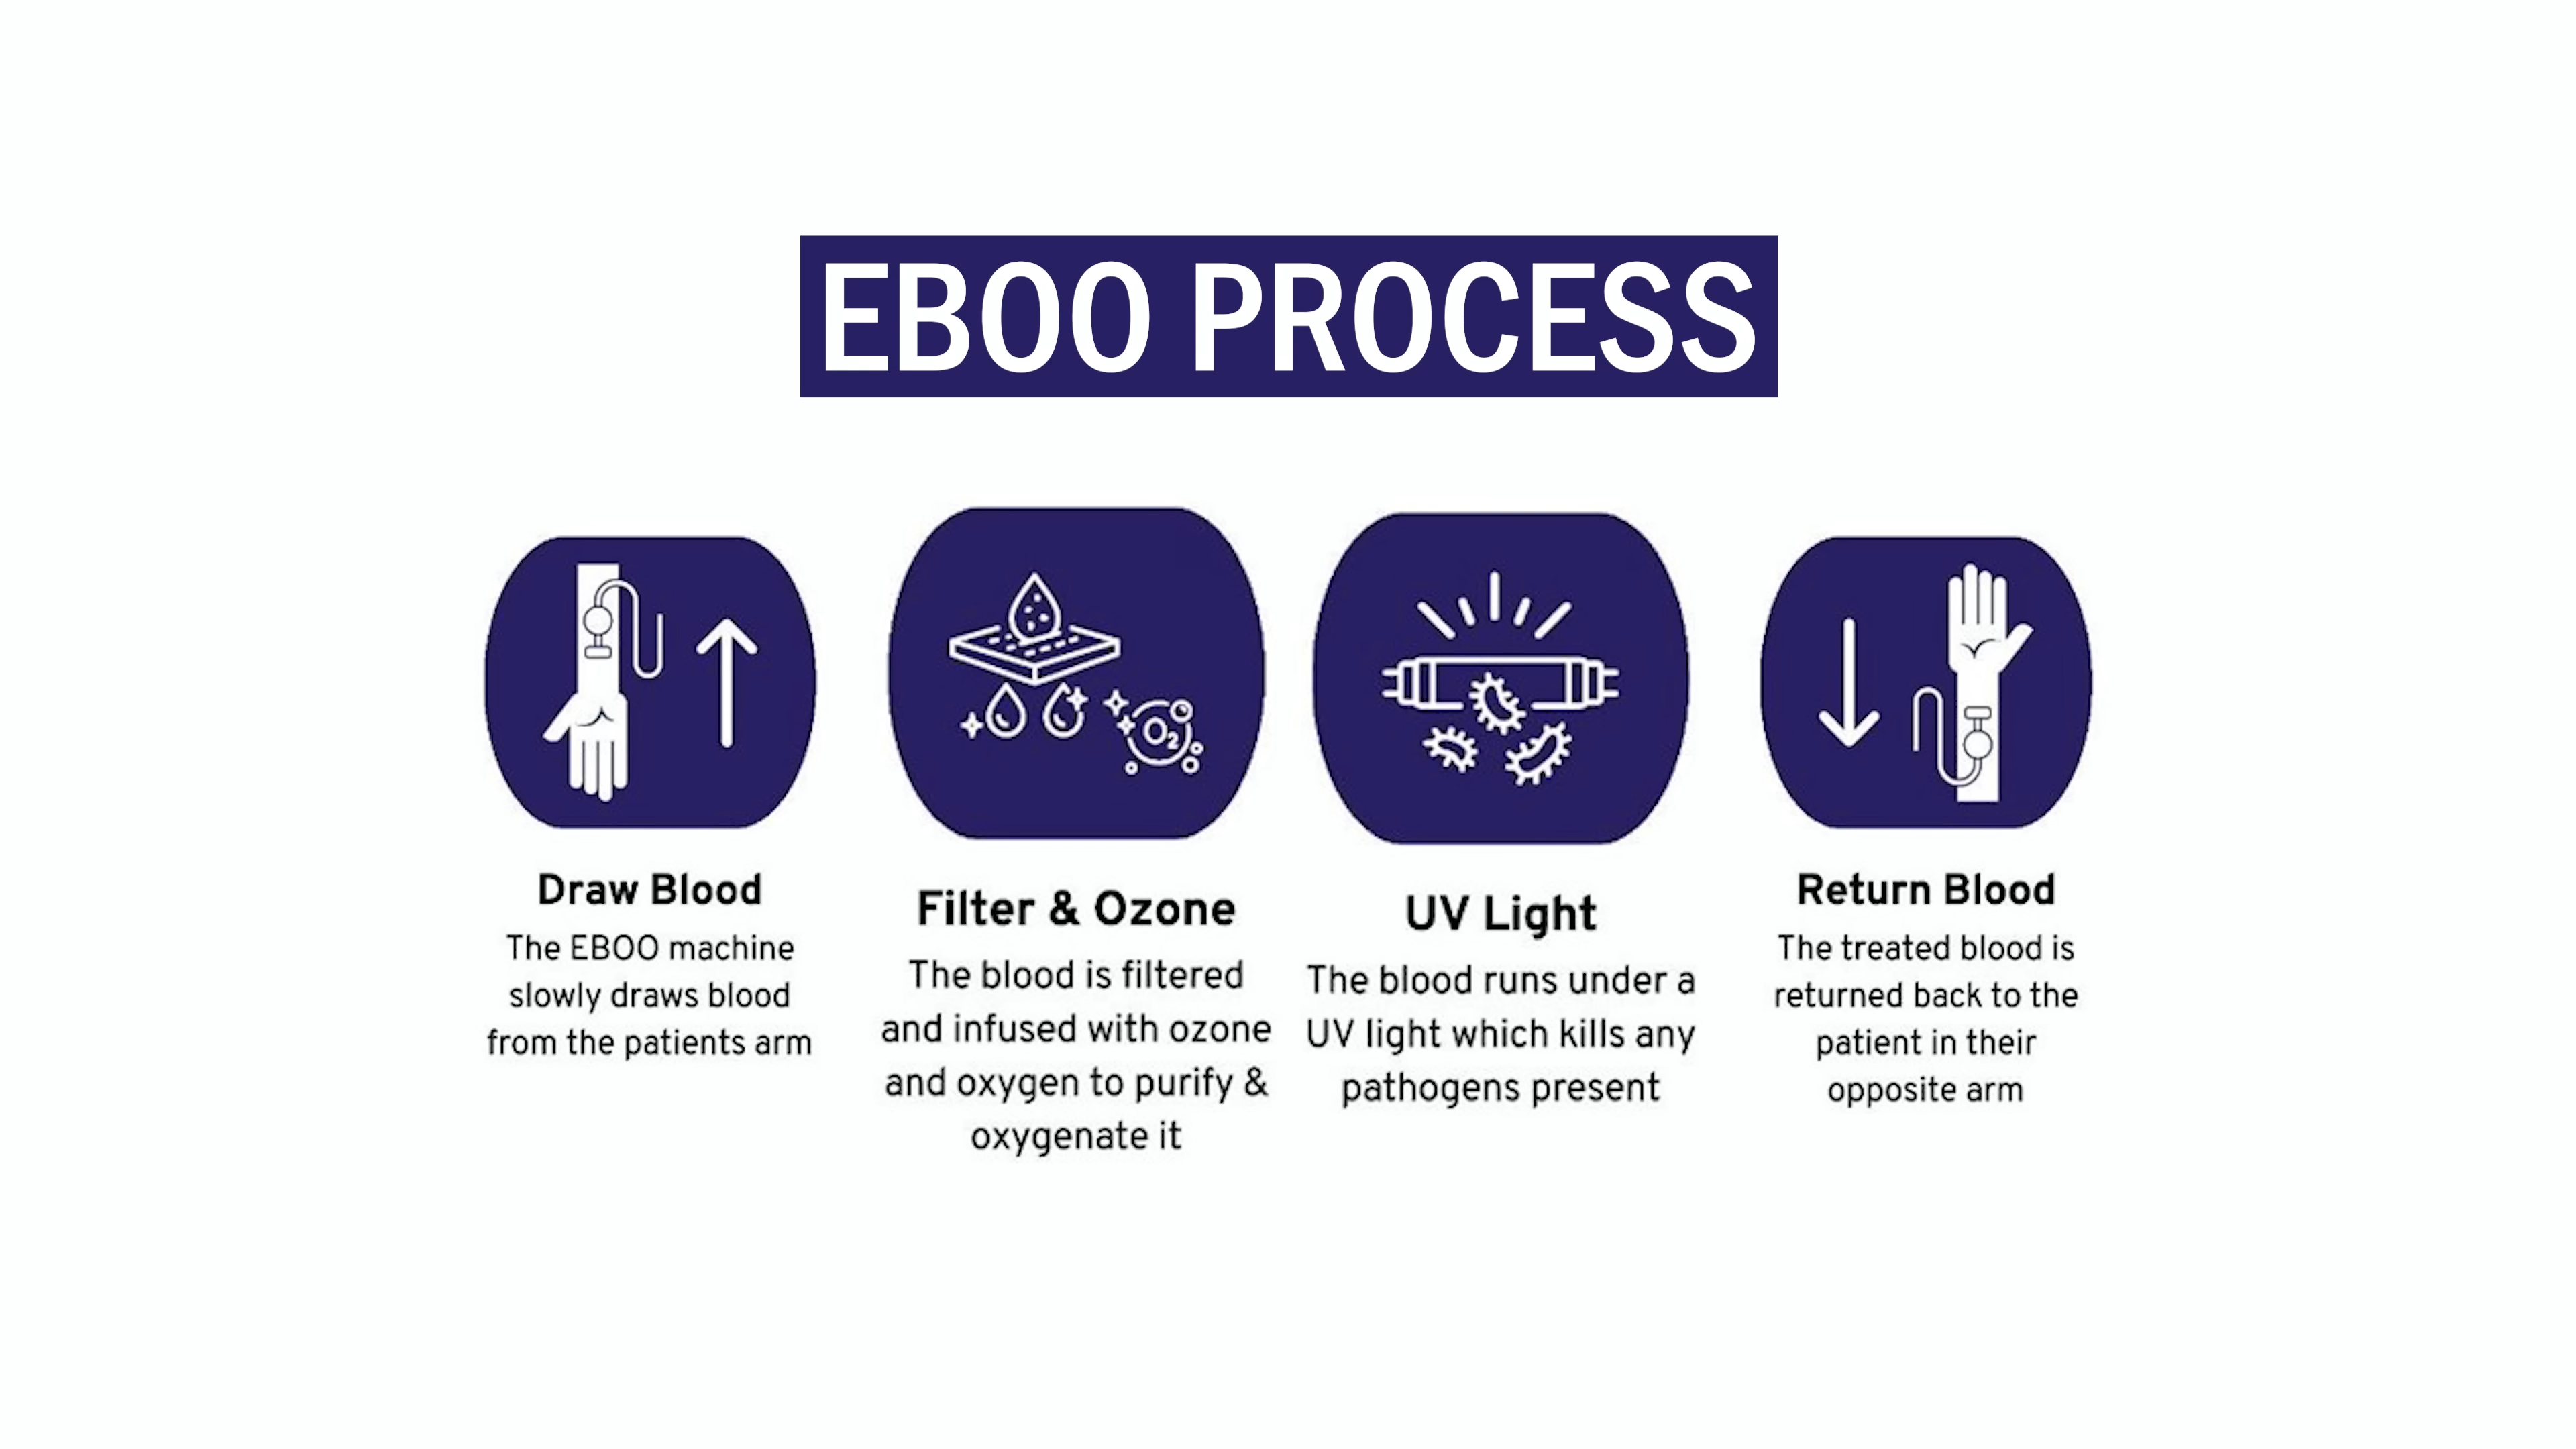 EBOO PROCESS
Draw Blood
The EBOO machine
slowly draws blood
from the patients arm
Filter & Ozone
The blood is filtered
and infused with ozone
and oxygen to purify &
oxygenate it
O₂
UV Light
The blood runs under a
UV light which kills any
pathogens present
Return Blood
The treated blood is
returned back to the
patient in their
opposite arm